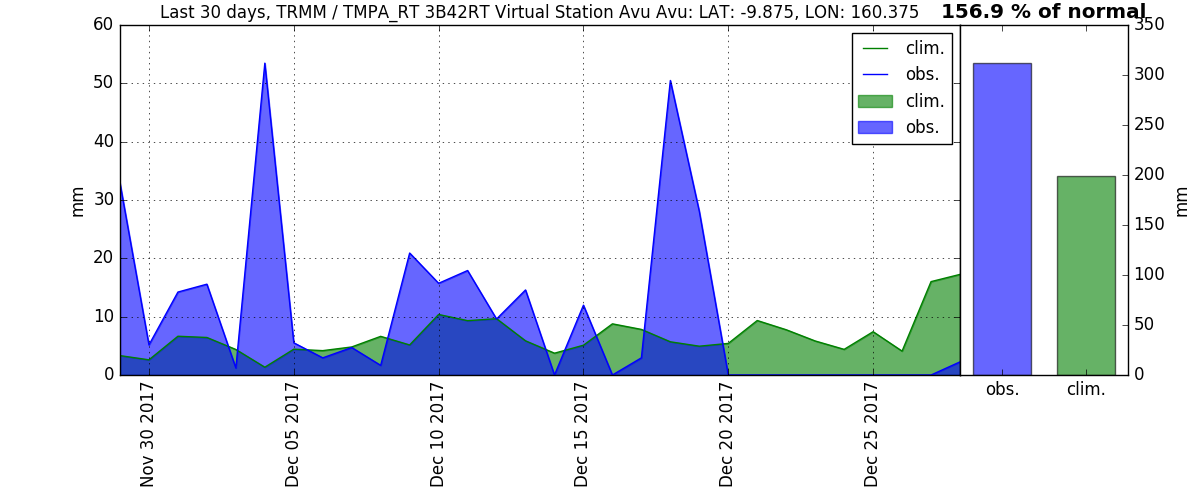 Last 30 days, TRMM / TMPA_RT 3B42RT Virtual Station Avu Avu: LAT: -9.875, LON: 160.375
156.9 % of normal
60
50
40
30
20
10
0
mm
clim.
obs.
clim.
obs.
Nov 30 2017
Dec 05 2017
Dec 10 2017
Dec 15 2017
Dec 20 2017
Dec 25 2017
350
300
250
200
150
100
50
0
mm
obs.
clim.